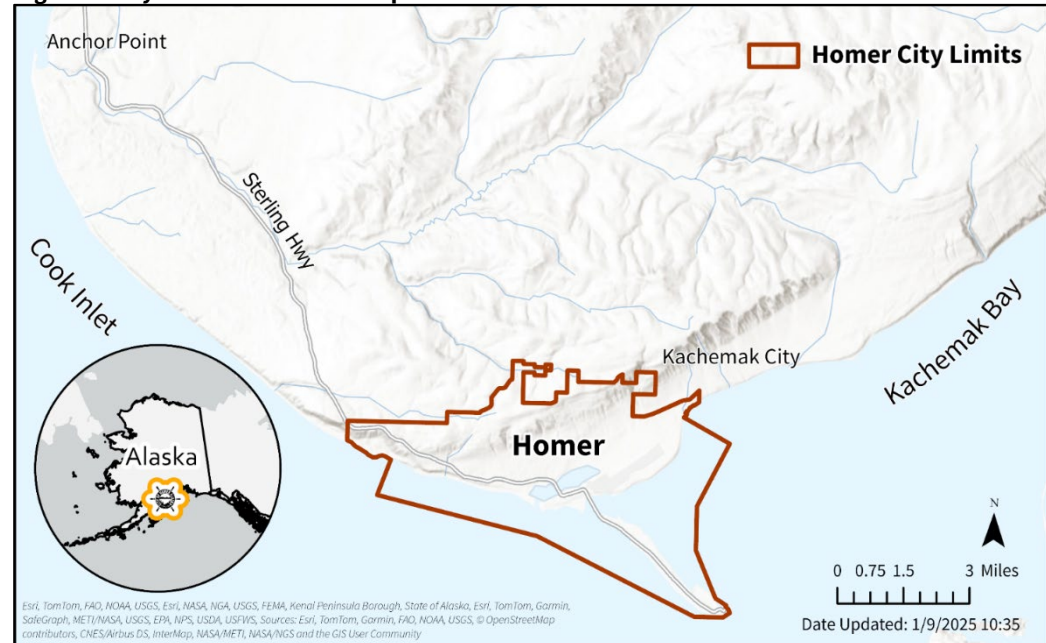 Anchor Point
Homer City Limits
Sterling Hwy
Cook Inlet
Kachemak Bay
Kachemak City
Homer
Alaska
N
0 0.75 1.5 3 Miles
Date Updated: 1/9/2025 10:35
Esri, TomTom, FAO, NOAA, USGS, Esri, NASA, NGA, USGS, FEMA, Kenai Peninsula Borough, State of Alaska, Esri, TomTom, Garmin,
SafeGraph, METI/NASA, USGS, EPA, NPS, USDA, USFWS, Sources: Esri, TomTom, Garmin, FAO, NOAA, USGS, © OpenStreetMap
contributors, CNES/Airbus DS, InterMap, NASA/METI, NASA/NGS and the GIS User Community